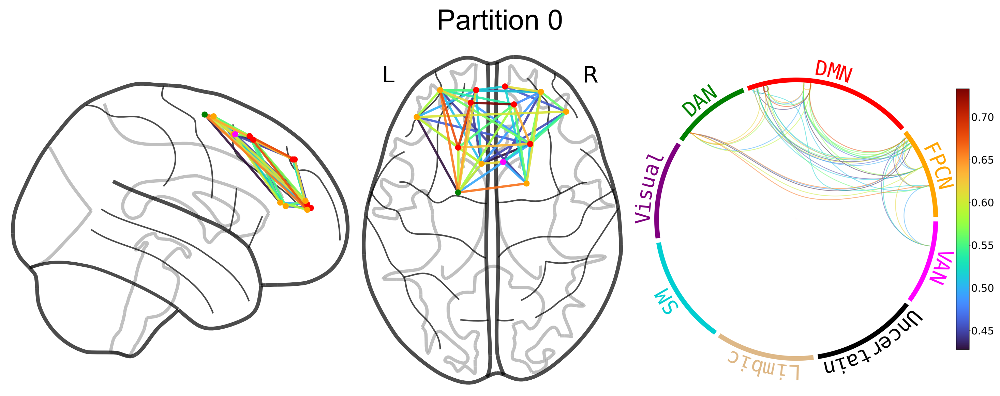 Partition 0
L
R
DMN
DAN
FPCN
Visual
VAN
SM
Uncertain
Limbic
0.70
0.65
0.60
0.55
0.50
0.45